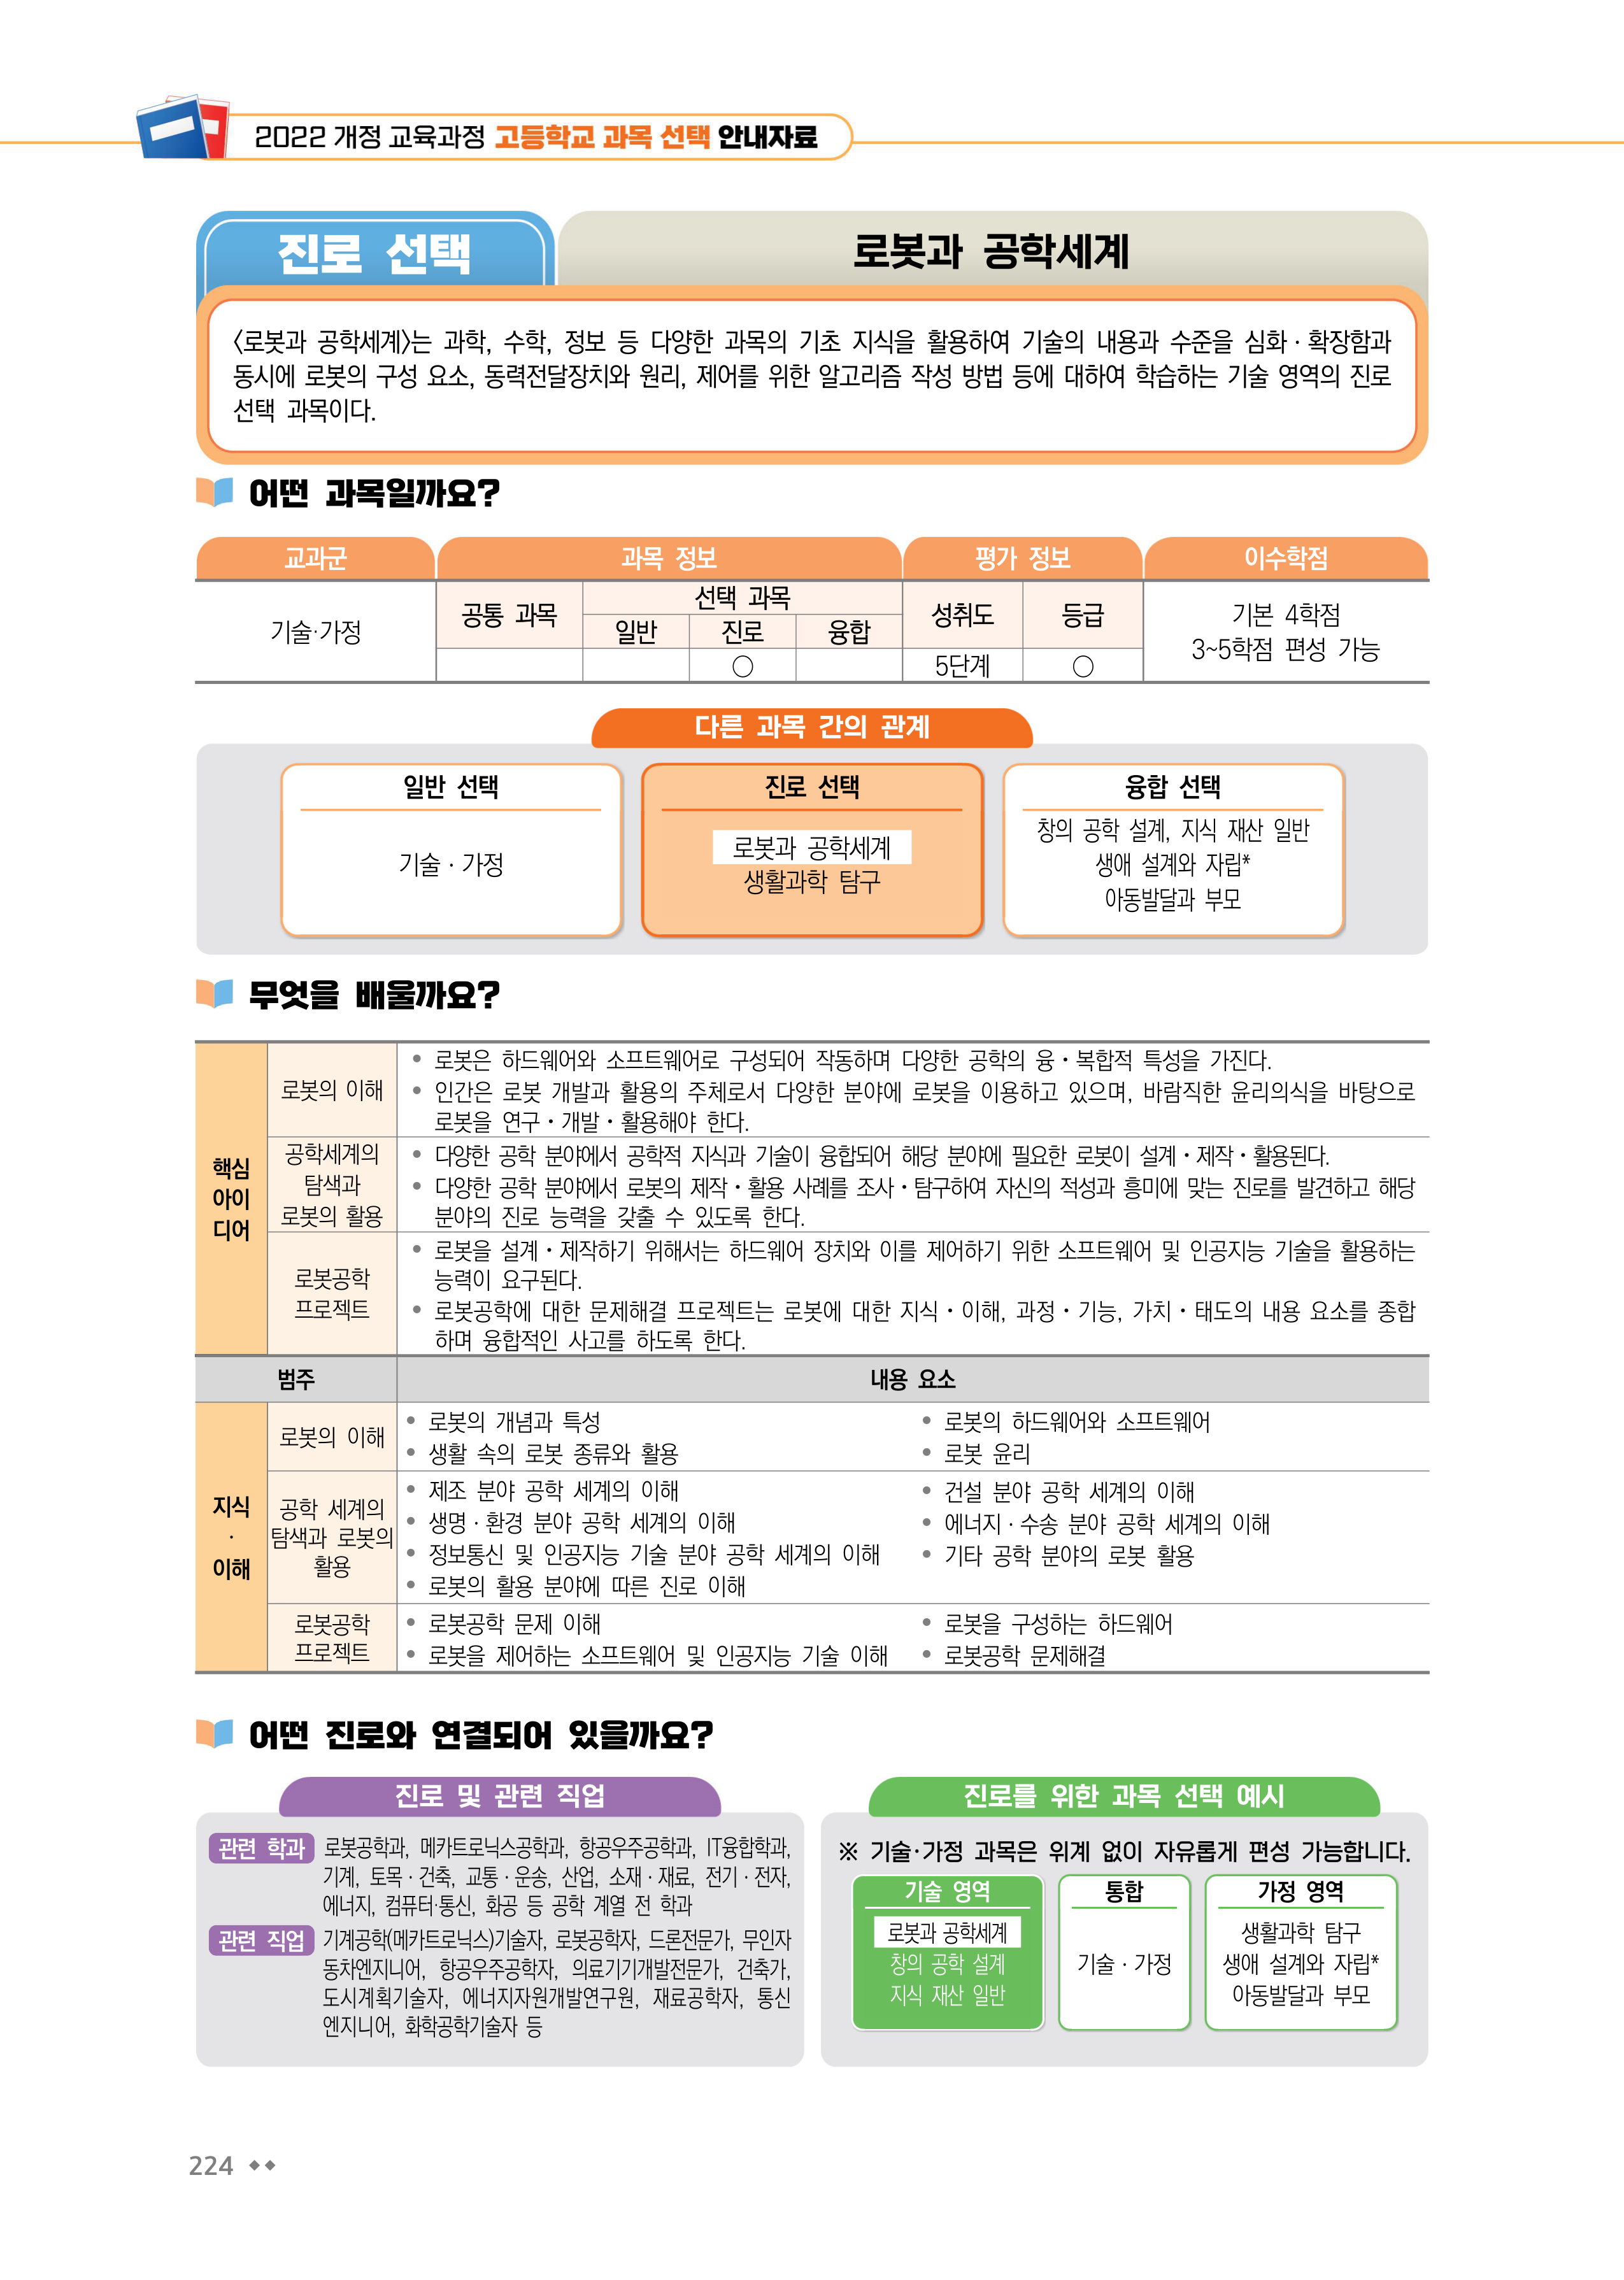 2022 개정 교육과정 고등학교 과목 선택 안내자료
진로 선택
로봇과 공학세계
<로봇과 공학세계>는 과학, 수학, 정보 등 다양한 과목의 기초 지식을 활용하여 기술의 내용과 수준을 심화·확장함과
동시에 로봇의 구성 요소, 동력전달장치와 원리, 제어를 위한 알고리즘 작성 방법 등에 대하여 학습하는 기술 영역의 진로
선택 과목이다.
어떤 과목일까요?
교과군 과목 정보 평가 정보 이수학점
기술·가정
공통 과목
선택 과목
일반 진로 융합
○
성취도 등급
5단계 ○
기본 4학점
3~5학점 편성 가능
다른 과목 간의 관계
일반 선택
기술·가정
진로 선택
로봇과 공학세계
생활과학 탐구
융합 선택
창의 공학 설계, 지식 재산 일반
생애 설계와 자립*
아동발달과 부모
무엇을 배울까요?
핵심
아이
디어
로봇의 이해
• 로봇은 하드웨어와 소프트웨어로 구성되어 작동하며 다양한 공학의 융·복합적 특성을 가진다.
• 인간은 로봇 개발과 활용의 주체로서 다양한 분야에 로봇을 이용하고 있으며, 바람직한 윤리의식을 바탕으로
로봇을 연구·개발·활용해야 한다.
공학세계의
탐색과
로봇의 활용
• 다양한 공학 분야에서 공학적 지식과 기술이 융합되어 해당 분야에 필요한 로봇이 설계·제작·활용된다.
• 다양한 공학 분야에서 로봇의 제작·활용 사례를 조사·탐구하여 자신의 적성과 흥미에 맞는 진로를 발견하고 해당
분야의 진로 능력을 갖출 수 있도록 한다.
로봇공학
프로젝트
• 로봇을 설계·제작하기 위해서는 하드웨어 장치와 이를 제어하기 위한 소프트웨어 및 인공지능 기술을 활용하는
능력이 요구된다.
• 로봇공학에 대한 문제해결 프로젝트는 로봇에 대한 지식·이해, 과정·기능, 가치·태도의 내용 요소를 종합
하며 융합적인 사고를 하도록 한다.
범주 내용 요소
지식
·
이해
로봇의 이해
• 로봇의 개념과 특성
• 생활 속의 로봇 종류와 활용
• 로봇의 하드웨어와 소프트웨어
• 로봇 윤리
공학 세계의
탐색과 로봇의
활용
• 제조 분야 공학 세계의 이해
• 생명·환경 분야 공학 세계의 이해
• 정보통신 및 인공지능 기술 분야 공학 세계의 이해
• 로봇의 활용 분야에 따른 진로 이해
• 건설 분야 공학 세계의 이해
• 에너지·수송 분야 공학 세계의 이해
• 기타 공학 분야의 로봇 활용
로봇공학
프로젝트
• 로봇공학 문제 이해
• 로봇을 제어하는 소프트웨어 및 인공지능 기술 이해
• 로봇을 구성하는 하드웨어
• 로봇공학 문제해결
어떤 진로와 연결되어 있을까요?
진로 및 관련 직업
관련 학과 로봇공학과, 메카트로닉스공학과, 항공우주공학과, IT융합학과,
기계, 토목·건축, 교통·운송, 산업, 소재·재료, 전기·전자,
에너지, 컴퓨터·통신, 화공 등 공학 계열 전 학과
관련 직업 기계공학(메카트로닉스)기술자, 로봇공학자, 드론전문가, 무인자
동차엔지니어, 항공우주공학자, 의료기기개발전문가, 건축가,
도시계획기술자, 에너지자원개발연구원, 재료공학자, 통신
엔지니어, 화학공학기술자 등
진로를 위한 과목 선택 예시
※ 기술·가정 과목은 위계 없이 자유롭게 편성 가능합니다.
기술 영역
로봇과 공학세계
창의 공학 설계
지식 재산 일반
통합
기술·가정
가정 영역
생활과학 탐구
생애 설계와 자립*
아동발달과 부모
224 ◆◆